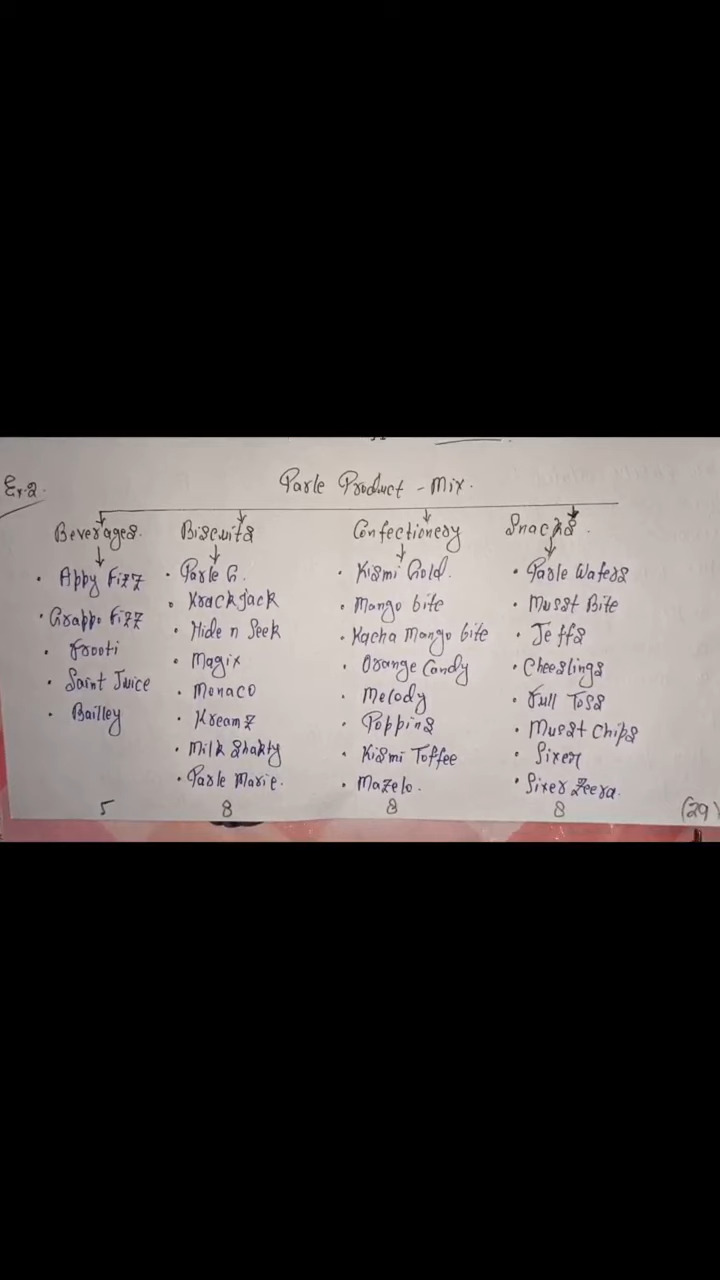 Ex-2.
Parle Product - Mix.
Beverages.
• Appy Fizz
• Grappo Fizz
• Frooti
• Saint Juice
• Bailley
5
Biscuits
• Parle G.
• Krack Jack
• Hide n Seek
• Magix
• Monaco
• Kreamz
• Milk Shakty
• Parle Marie.
8
Confectionery
• Kismi Gold.
• Mango bite
• Kacha Mango bite
• Orange Candy
• Melody
• Poppins
• Kismi Toffee
• Mazelo.
8
Snacks.
• Parle Wafers
• Musst Bite
• Jeffs
• Cheeslings
• Full Toss
• Musst Chips
• Sixer
• Sixer Zeera.
8
(29)